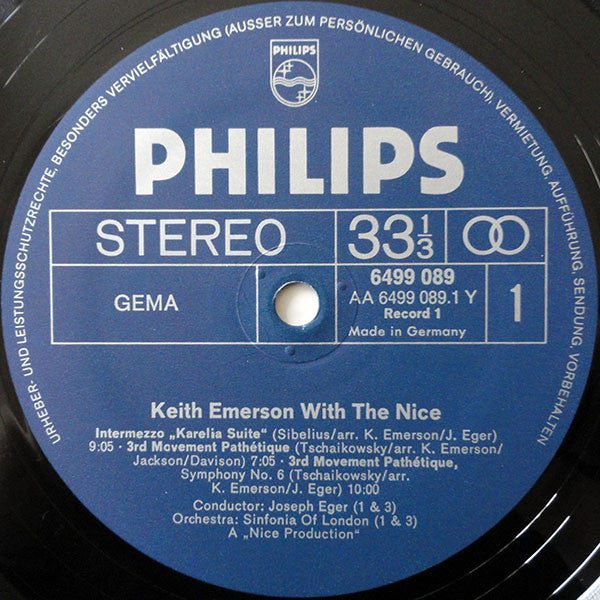 URHEBER- UND LEISTUNGSSCHUTZRECHTE, BESONDERS VERVIELFÄLTIGUNG (AUSSER ZUM PERSÖNLICHEN GEBRAUCH), VERMIETUNG, AUFFÜHRUNG, SENDUNG, VORBEHALTEN
PHILIPS
PHILIPS
STEREO
33 1/3
GEMA
6499 089
AA 6499 089.1 Y
Record 1
Made in Germany
1
Keith Emerson With The Nice
Intermezzo „Karelia Suite“ (Sibelius/arr. K. Emerson/J. Eger)
9:05 · 3rd Movement Pathétique (Tschaikowsky/arr. K. Emerson/
Jackson/Davison) 7:05 · 3rd Movement Pathétique,
Symphony No. 6 (Tschaikowsky/arr.
K. Emerson/J. Eger) 10:00
Conductor: Joseph Eger (1 & 3)
Orchestra: Sinfonia Of London (1 & 3)
A „Nice Production“